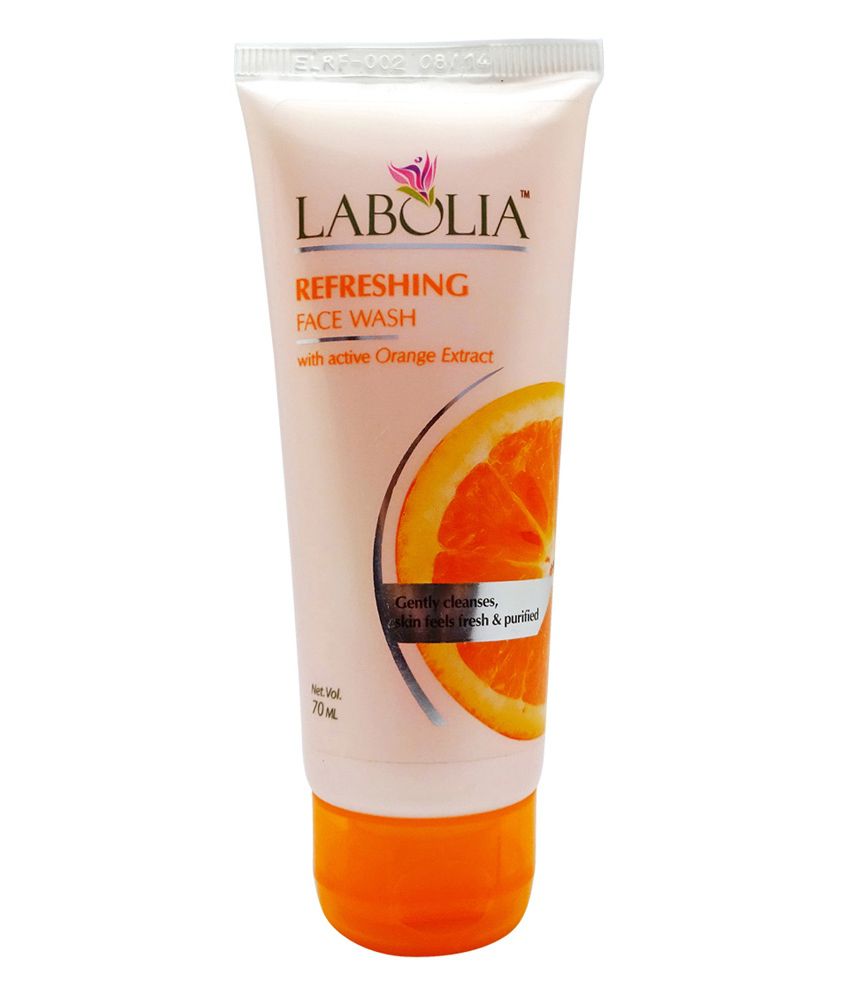 ELRF-002 08/14
LABOLIA™
REFRESHING
FACE WASH
with active Orange Extract
Gently cleanses,
skin feels fresh & purified
Net.Vol.
70 ML